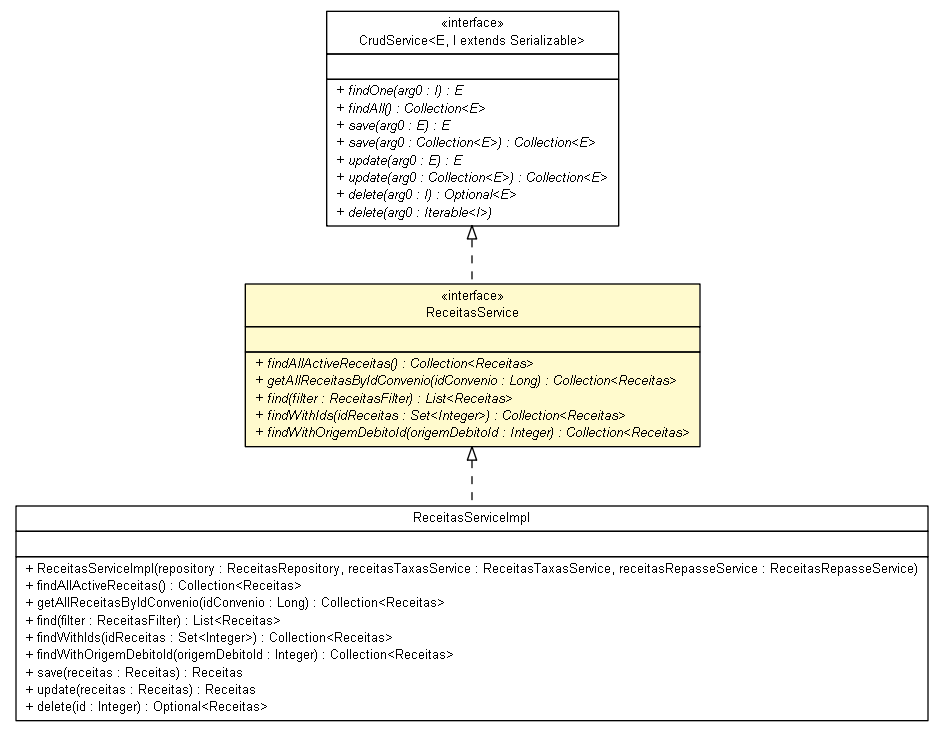 «interface»
CrudService<E, I extends Serializable>
+ findOne(arg0 : I) : E
+ findAll() : Collection<E>
+ save(arg0 : E) : E
+ save(arg0 : Collection<E>) : Collection<E>
+ update(arg0 : E) : E
+ update(arg0 : Collection<E>) : Collection<E>
+ delete(arg0 : I) : Optional<E>
+ delete(arg0 : Iterable<I>)
«interface»
ReceitasService
+ findAllActiveReceitas() : Collection<Receitas>
+ getAllReceitasByIdConvenio(idConvenio : Long) : Collection<Receitas>
+ find(filter : ReceitasFilter) : List<Receitas>
+ findWithIds(idReceitas : Set<Integer>) : Collection<Receitas>
+ findWithOrigemDebitoId(origemDebitoId : Integer) : Collection<Receitas>
ReceitasServiceImpl
+ ReceitasServiceImpl(repository : ReceitasRepository, receitasTaxasService : ReceitasTaxasService, receitasRepasseService : ReceitasRepasseService)
+ findAllActiveReceitas() : Collection<Receitas>
+ getAllReceitasByIdConvenio(idConvenio : Long) : Collection<Receitas>
+ find(filter : ReceitasFilter) : List<Receitas>
+ findWithIds(idReceitas : Set<Integer>) : Collection<Receitas>
+ findWithOrigemDebitoId(origemDebitoId : Integer) : Collection<Receitas>
+ save(receitas : Receitas) : Receitas
+ update(receitas : Receitas) : Receitas
+ delete(id : Integer) : Optional<Receitas>